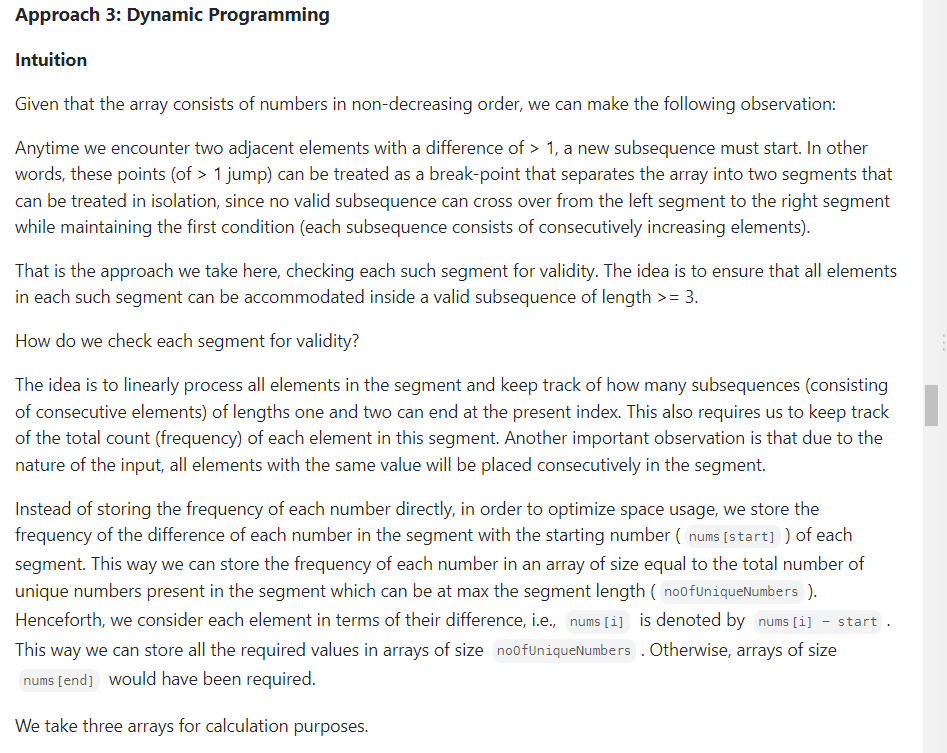 Approach 3: Dynamic Programming
Intuition
Given that the array consists of numbers in non-decreasing order, we can make the following observation:
Anytime we encounter two adjacent elements with a difference of > 1, a new subsequence must start. In other
words, these points (of > 1 jump) can be treated as a break-point that separates the array into two segments that
can be treated in isolation, since no valid subsequence can cross over from the left segment to the right segment
while maintaining the first condition (each subsequence consists of consecutively increasing elements).
That is the approach we take here, checking each such segment for validity. The idea is to ensure that all elements
in each such segment can be accommodated inside a valid subsequence of length >= 3.
How do we check each segment for validity?
The idea is to linearly process all elements in the segment and keep track of how many subsequences (consisting
of consecutive elements) of lengths one and two can end at the present index. This also requires us to keep track
of the total count (frequency) of each element in this segment. Another important observation is that due to the
nature of the input, all elements with the same value will be placed consecutively in the segment.
Instead of storing the frequency of each number directly, in order to optimize space usage, we store the
frequency of the difference of each number in the segment with the starting number ( nums[start] ) of each
segment. This way we can store the frequency of each number in an array of size equal to the total number of
unique numbers present in the segment which can be at max the segment length ( noOfUniqueNumbers ).
Henceforth, we consider each element in terms of their difference, i.e., nums[i] is denoted by nums[i] - start .
This way we can store all the required values in arrays of size noOfUniqueNumbers . Otherwise, arrays of size
nums[end] would have been required.
We take three arrays for calculation purposes.